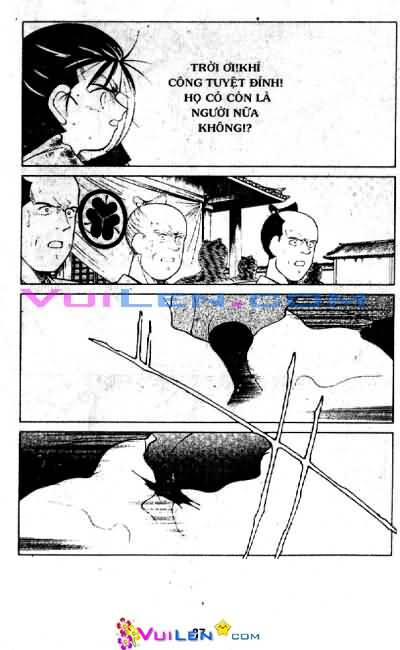 TRỜI ƠI!KHÍ
CÔNG TUYỆT ĐỈNH!
HỌ CÓ CÒN LÀ
NGƯỜI NỮA
KHÔNG!?
VUILEN.COM
VUILEN.COM